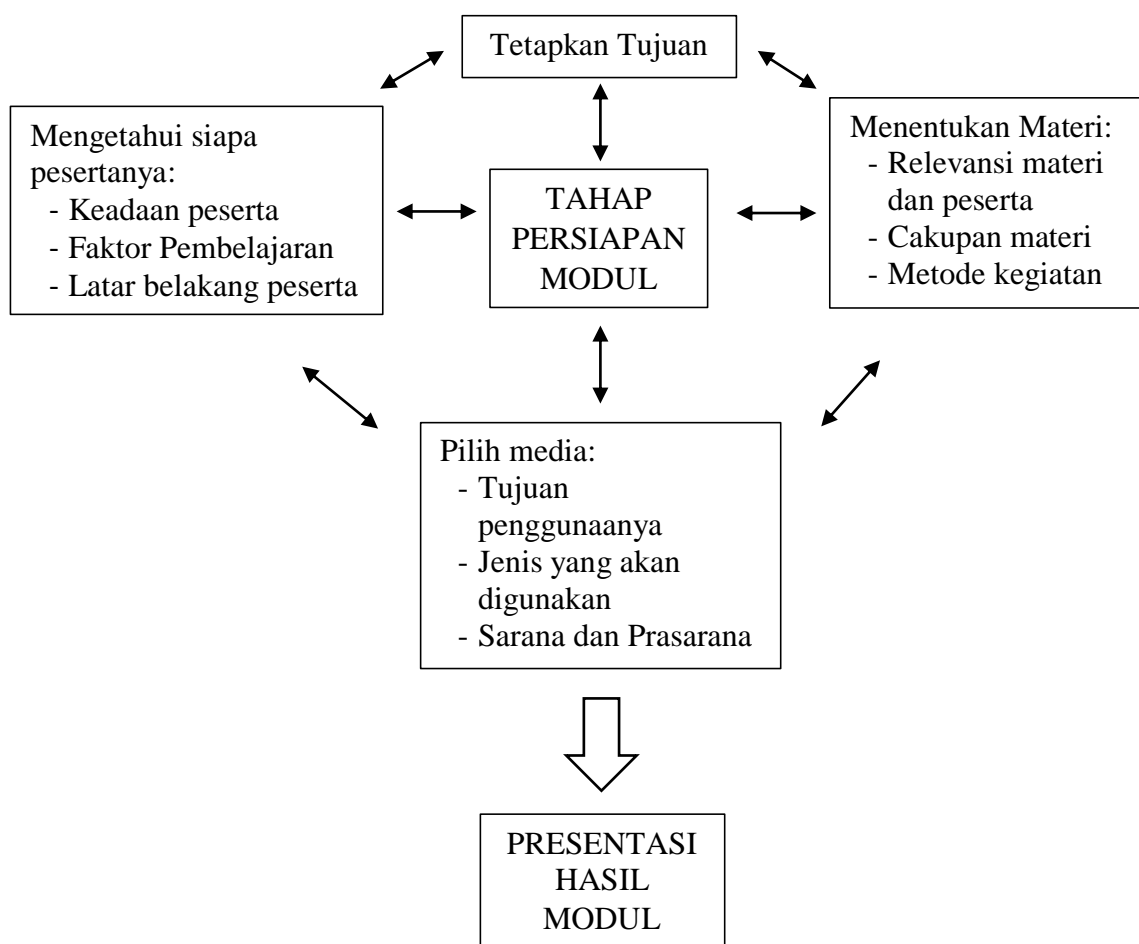 Tetapkan Tujuan
Mengetahui siapa
pesertanya:
- Keadaan peserta
- Faktor Pembelajaran
- Latar belakang peserta
TAHAP
PERSIAPAN
MODUL
Menentukan Materi:
- Relevansi materi
dan peserta
- Cakupan materi
- Metode kegiatan
Pilih media:
- Tujuan
penggunaanya
- Jenis yang akan
digunakan
- Sarana dan Prasarana
PRESENTASI
HASIL
MODUL